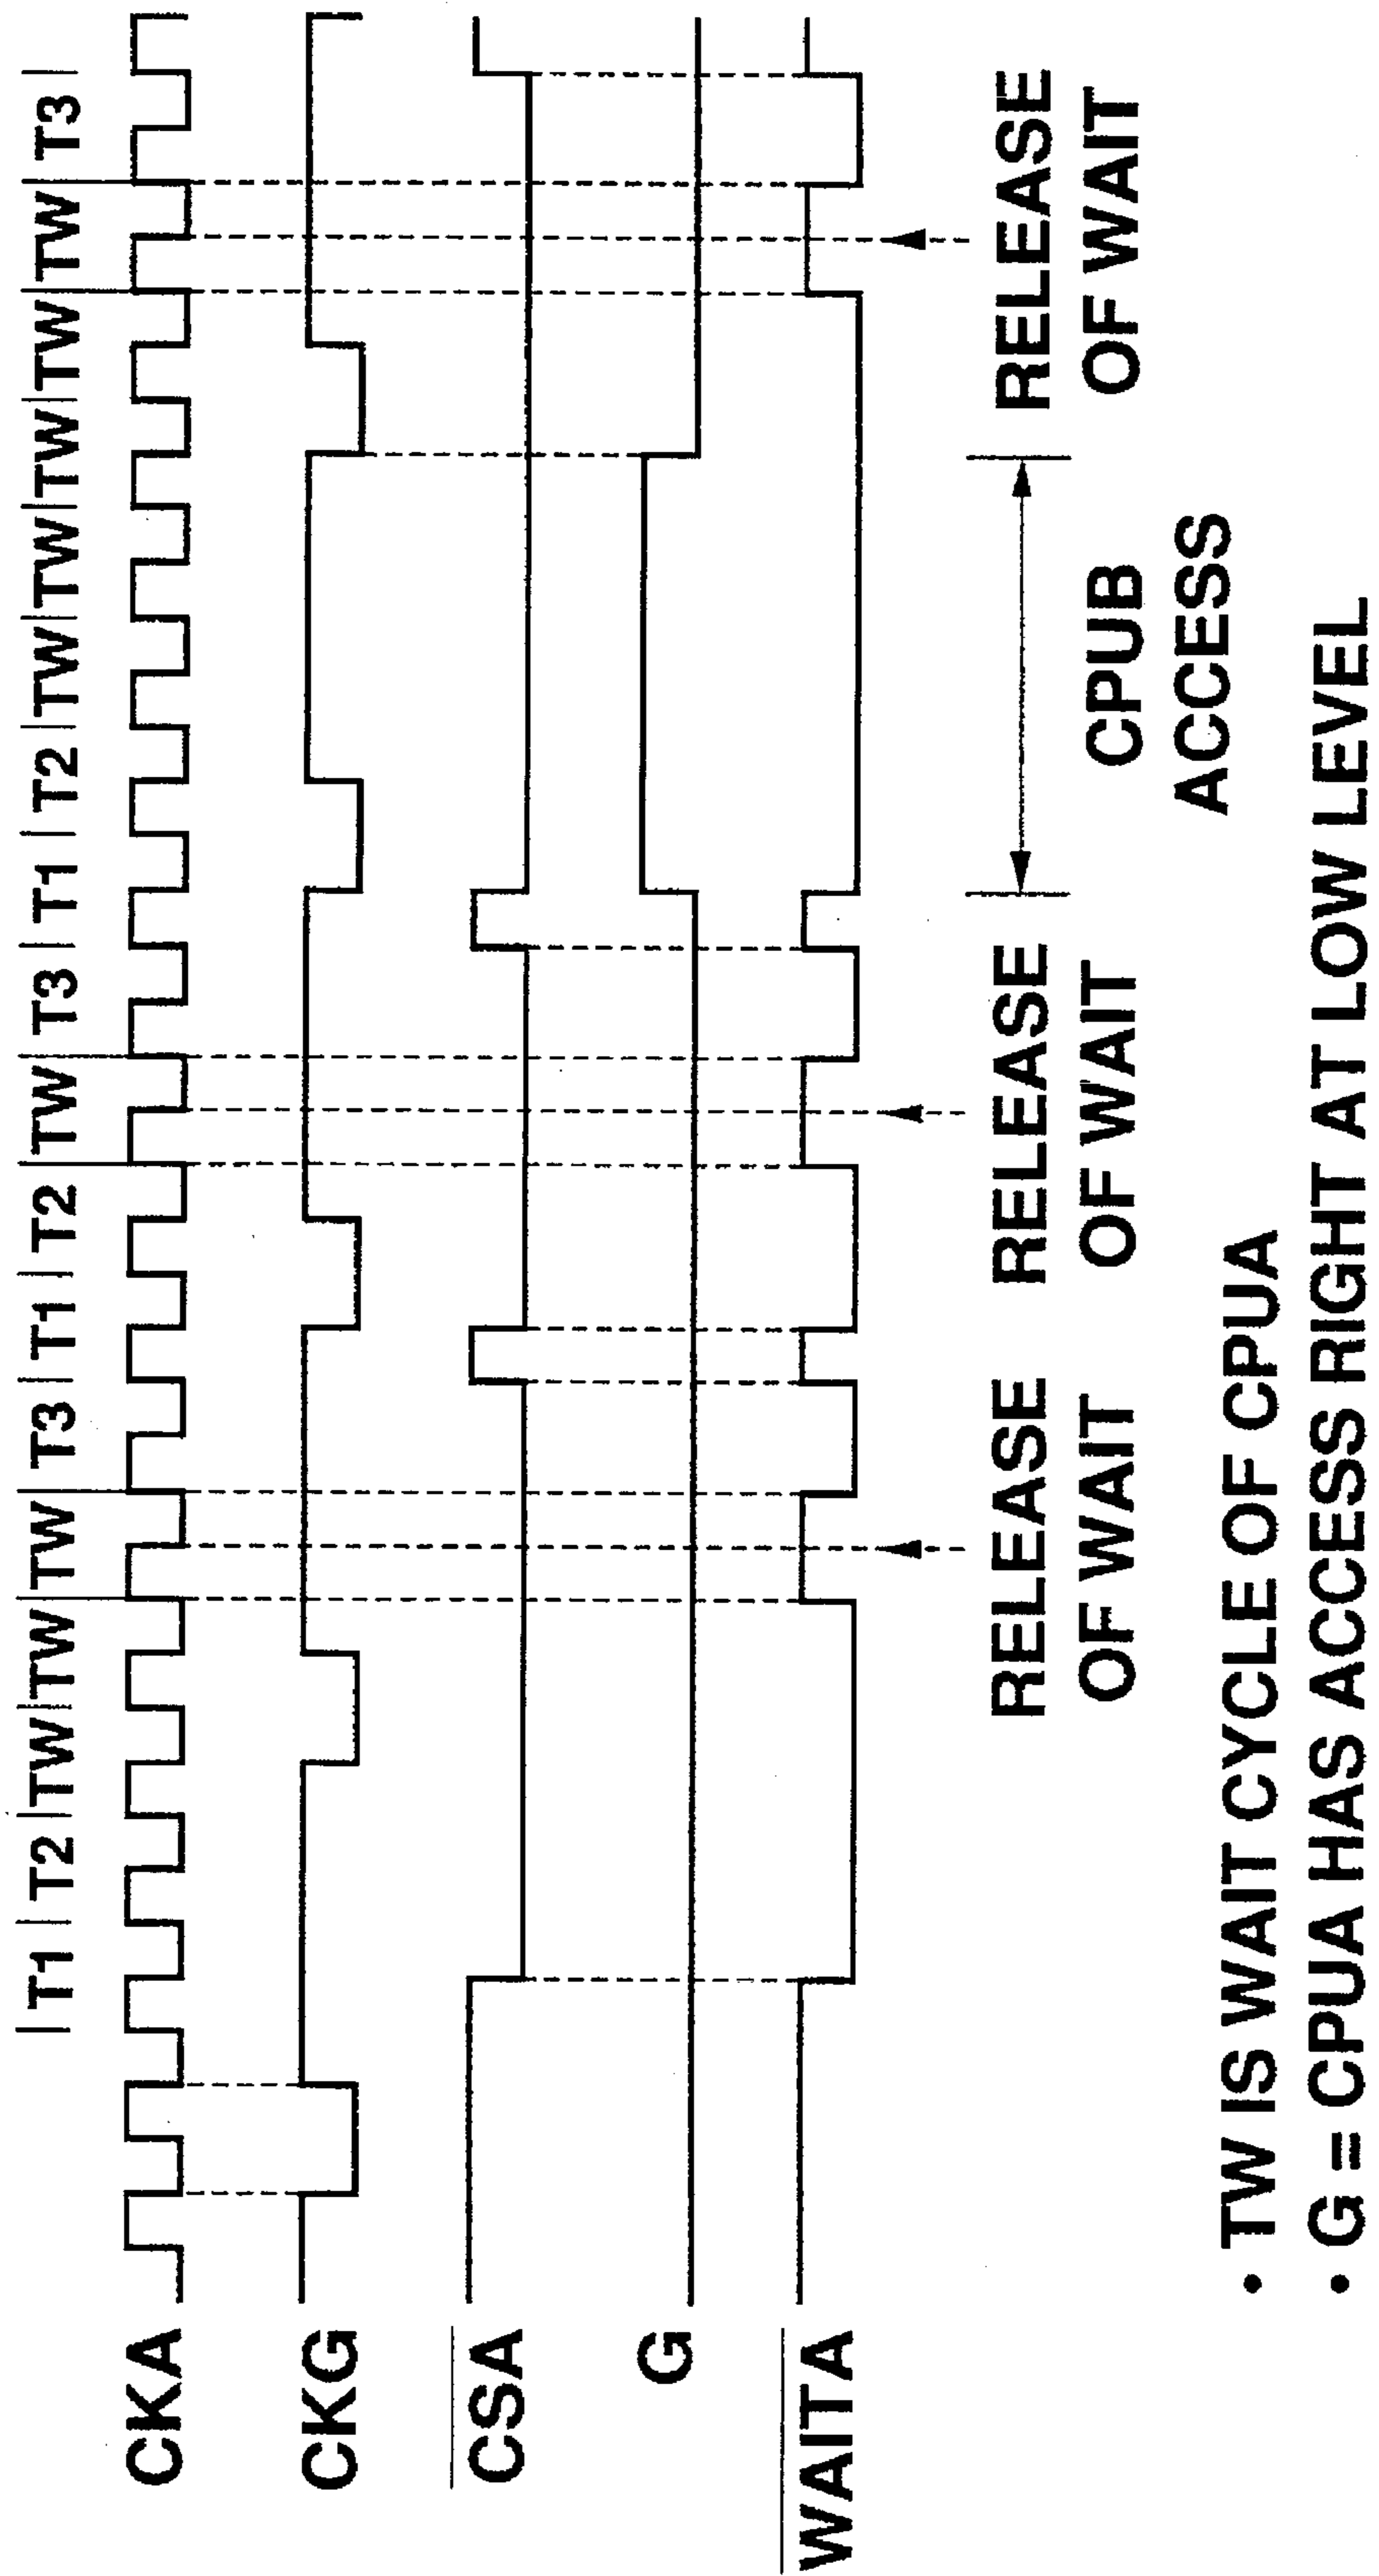 T1 T2 TW TW TW T3 T1 T2 TW T3 T1 T2 TW TW TW TW TW T3
CKA
CKG
CSA
G
WAITA
RELEASE
OF WAIT
RELEASE
OF WAIT
CPUB
ACCESS
RELEASE
OF WAIT
• TW IS WAIT CYCLE OF CPUA
• G = CPUA HAS ACCESS RIGHT AT LOW LEVEL